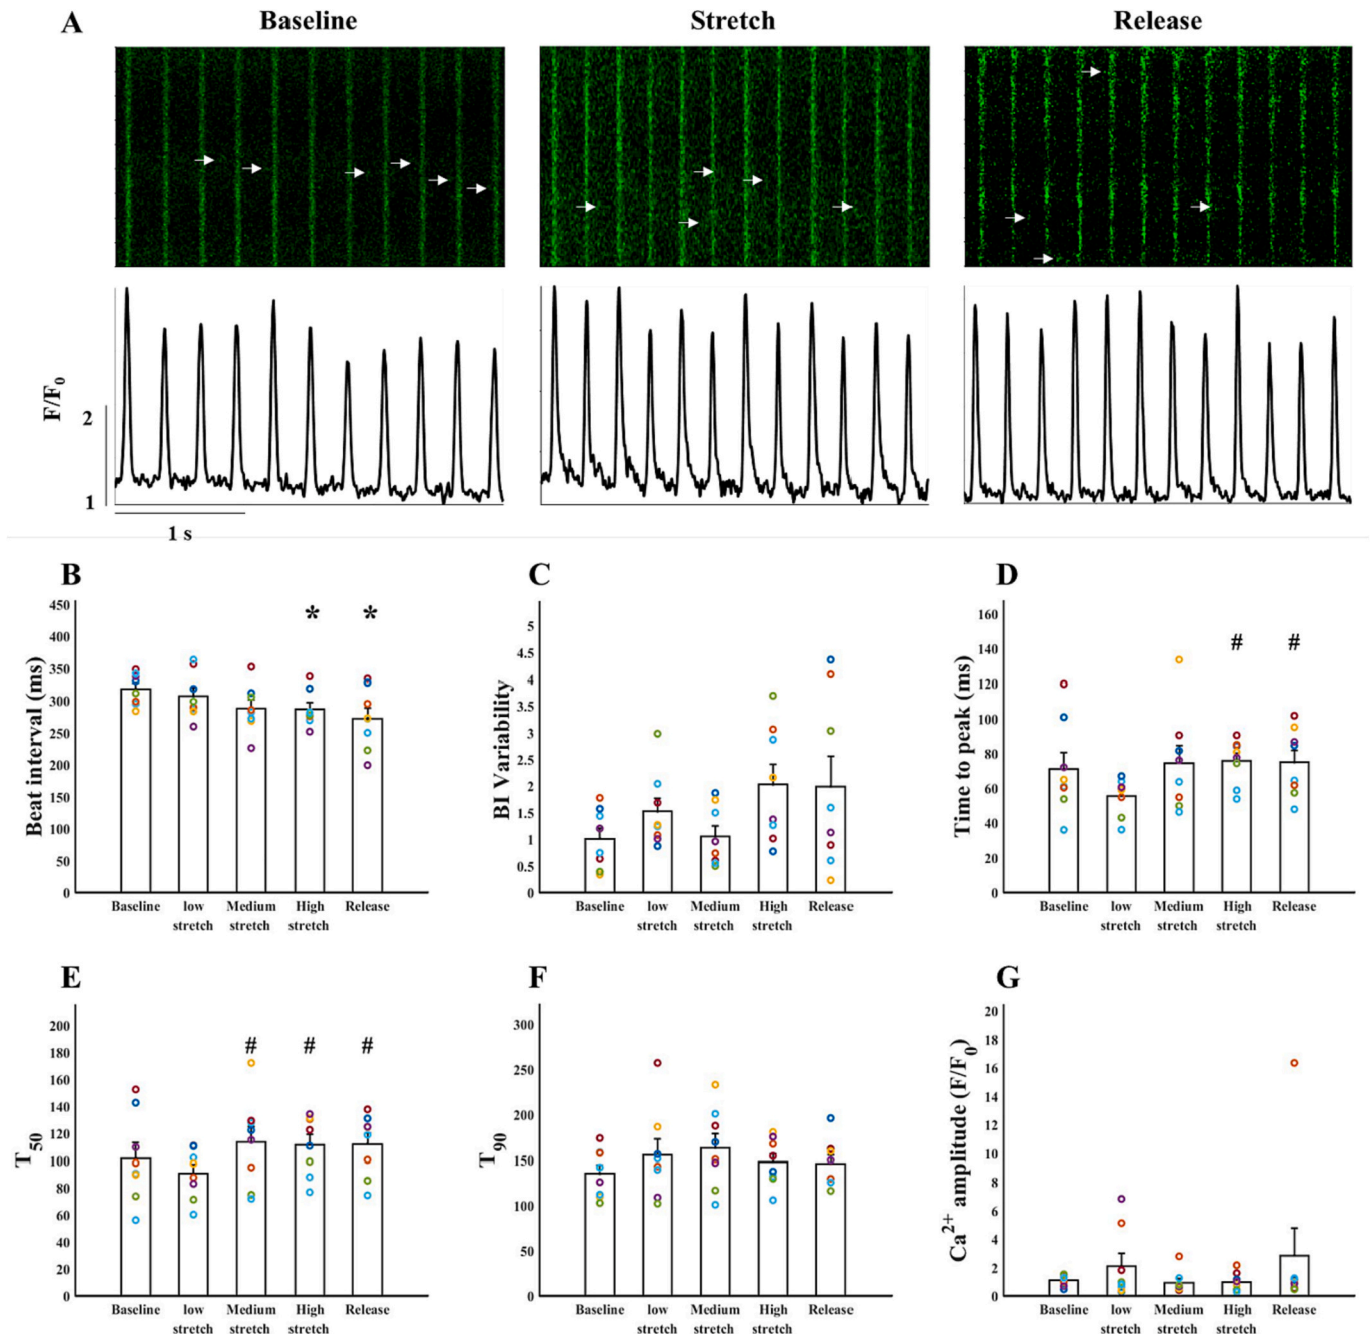 A
Baseline
Stretch
Release
F/F0
2
1
1 s
B
Beat interval (ms)
450
400
350
300
250
200
150
100
50
0
* *
Baseline low stretch Medium stretch High stretch Release
C
BI Variability
5
4.5
4
3.5
3
2.5
2
1.5
1
0.5
0
Baseline low stretch Medium stretch High stretch Release
D
Time to peak (ms)
160
140
120
100
80
60
40
20
0
# #
Baseline low stretch Medium stretch High stretch Release
E
T50
200
180
160
140
120
100
80
60
40
20
0
# # #
Baseline low stretch Medium stretch High stretch Release
F
T90
300
250
200
150
100
50
0
Baseline low stretch Medium stretch High stretch Release
G
Ca2+ amplitude (F/F0)
20
18
16
14
12
10
8
6
4
2
0
Baseline low stretch Medium stretch High stretch Release